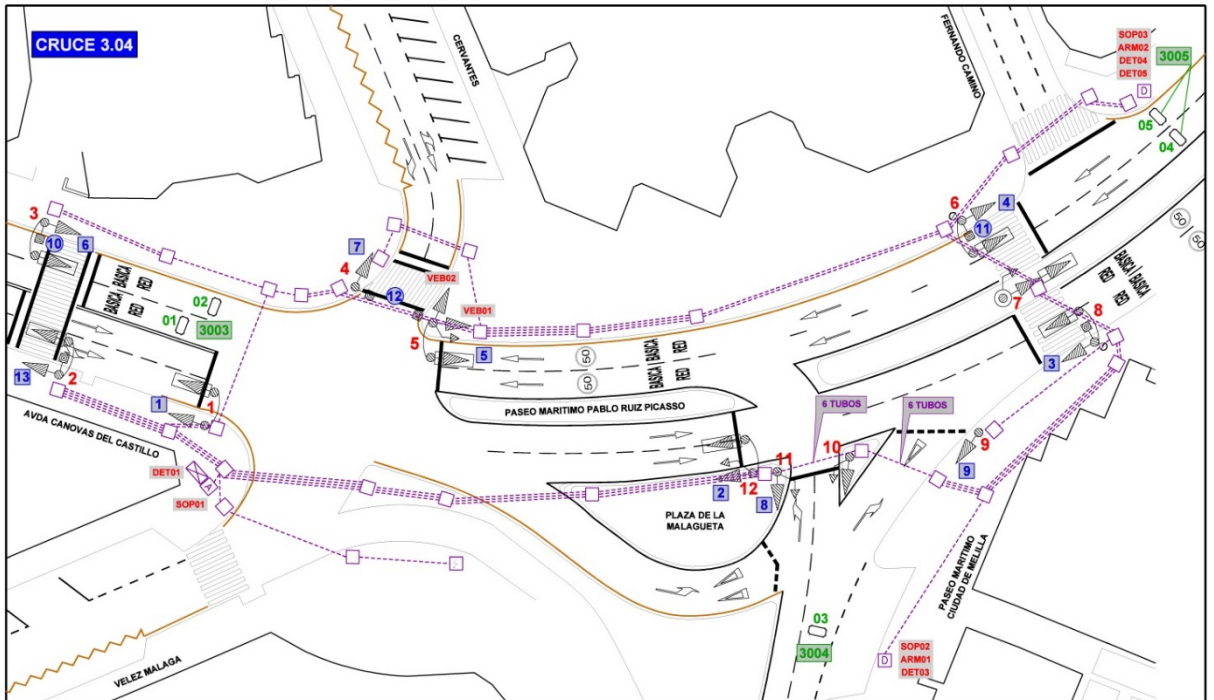 CRUCE 3.04
CERVANTES
FERNANDO CAMINO
SOP03
ARM02
DET04
DET05
3005
05
04
3
10
6
7
4
12
VEB02
VEB01
5
5
6
4
11
7
8
3
50
50
BASICA
BASICA
RED
RED
BASICA
BASICA
RED
RED
02
01
3003
13
2
1
1
AVDA CANOVAS DEL CASTILLO
50
50
BASICA
BASICA
RED
RED
PASEO MARITIMO PABLO RUIZ PICASSO
6 TUBOS
6 TUBOS
DET01
A
SOP01
11
10
9
9
2
12
8
PLAZA DE LA
MALAGUETA
PASEO MARITIMO
CIUDAD DE MELILLA
03
3004
D
SOP02
ARM01
DET03
D
VELEZ MALAGA